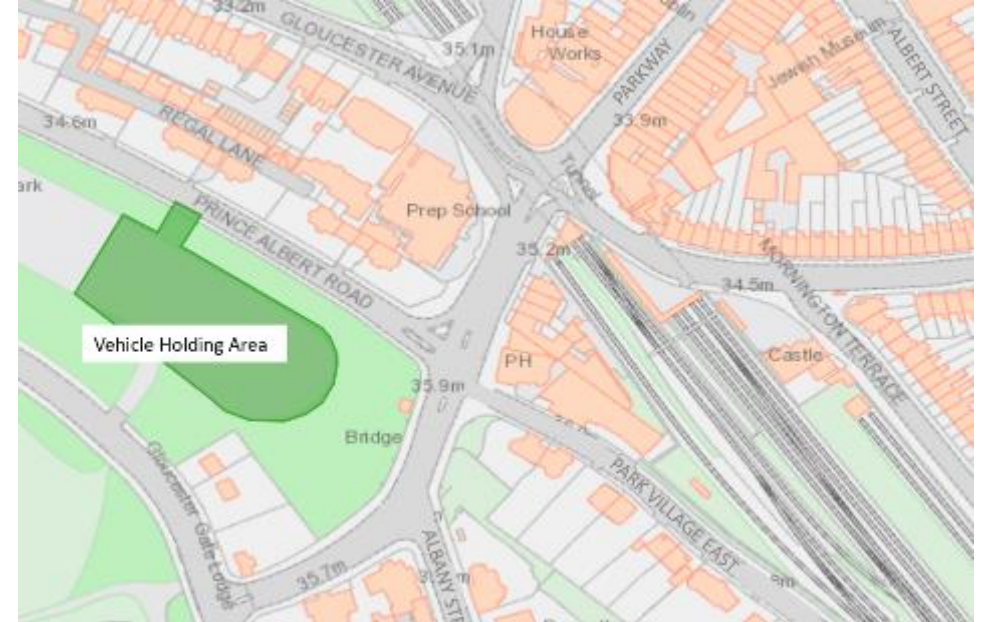 33.2m
GLOUCESTER AVENUE
35.1m
House
Works
PARKWAY
Jewish Museum
ALBERT STREET
34.6m
REGAL LANE
33.9m
Tunnel
Prep School
PRINCE ALBERT ROAD
35.2m
MORNINGTON TERRACE
34.5m
Vehicle Holding Area
PH
Castle
35.9m
Bridge
Gloucester Gate Lodge
PARK VILLAGE EAST
ALBANY
35.7m